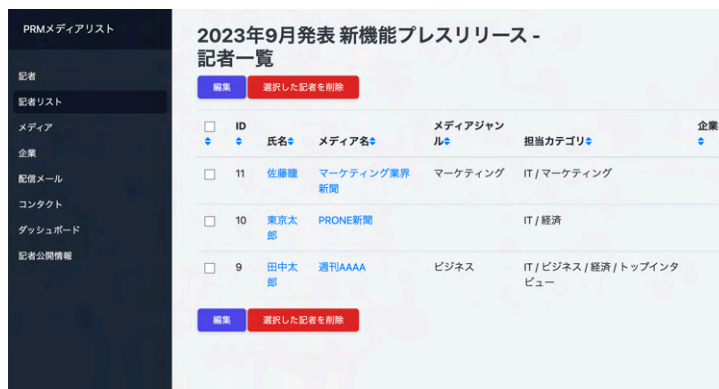 PRMメディアリスト
記者
記者リスト
メディア
企業
配信メール
コンタクト
ダッシュボード
記者公開情報
2023年9月発表 新機能プレスリリース -
記者一覧
編集 選択した記者を削除
ID 氏名 メディア名 メディアジャン
ル 担当カテゴリ 企業
11 佐藤瞳 マーケティング業界
新聞 マーケティング IT / マーケティング
10 東京太
郎 PRONE新聞 IT / 経済
9 田中太
郎 週刊AAAA ビジネス IT / ビジネス / 経済 / トップインタ
ビュー
編集 選択した記者を削除